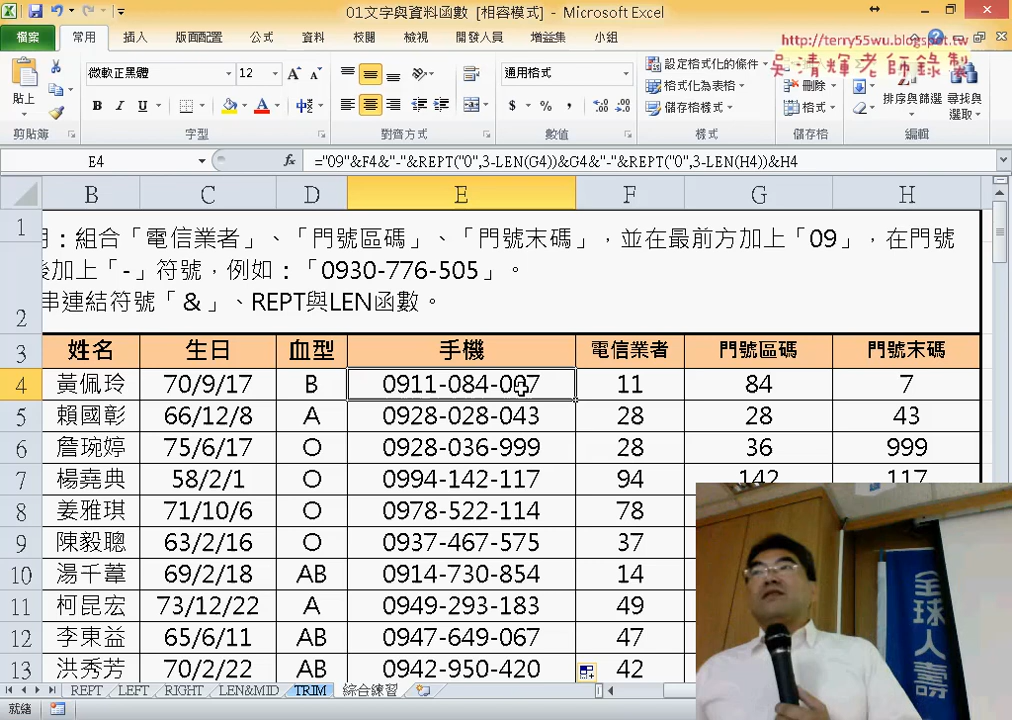 01文字與資料函數 [相容模式] - Microsoft Excel
檔案 常用 插入 版面配置 公式 資料 校閱 檢視 開發人員 增益集 小組
http://terry55wu.blogspot.tw
吳清輝老師錄製
微軟正黑體 12 通用格式 設定格式化的條件
貼上 格式化為表格 刪除 排序與篩選 尋找與選取
B I U $ % , 儲存格樣式 格式
剪貼簿 字型 對齊方式 數值 樣式 儲存格 編輯
E4 fx ="09"&F4&"-"&REPT("0",3-LEN(G4))&G4&"-"&REPT("0",3-LEN(H4))&H4
B C D E F G H
1 ：組合「電信業者」、「門號區碼」、「門號末碼」，並在最前方加上「09」，在門號
後加上「-」符號，例如：「0930-776-505」。
2 串連結符號「&」、REPT與LEN函數。
3 姓名 生日 血型 手機 電信業者 門號區碼 門號末碼
4 黃佩玲 70/9/17 B 0911-084-007 11 84 7
5 賴國彰 66/12/8 A 0928-028-043 28 28 43
6 詹琬婷 75/6/17 O 0928-036-999 28 36 999
7 楊堯典 58/2/1 O 0994-142-117 94 142 117
8 姜雅琪 71/10/6 O 0978-522-114 78
9 陳毅聰 63/2/16 O 0937-467-575 37
10 湯千葦 69/2/18 AB 0914-730-854 14
11 柯昆宏 73/12/22 A 0949-293-183 49
12 李東益 65/6/11 AB 0947-649-067 47
13 洪秀芳 70/2/22 AB 0942-950-420 42
全球人壽
REPT LEFT RIGHT LEN&MID TRIM 綜合練習
就緒